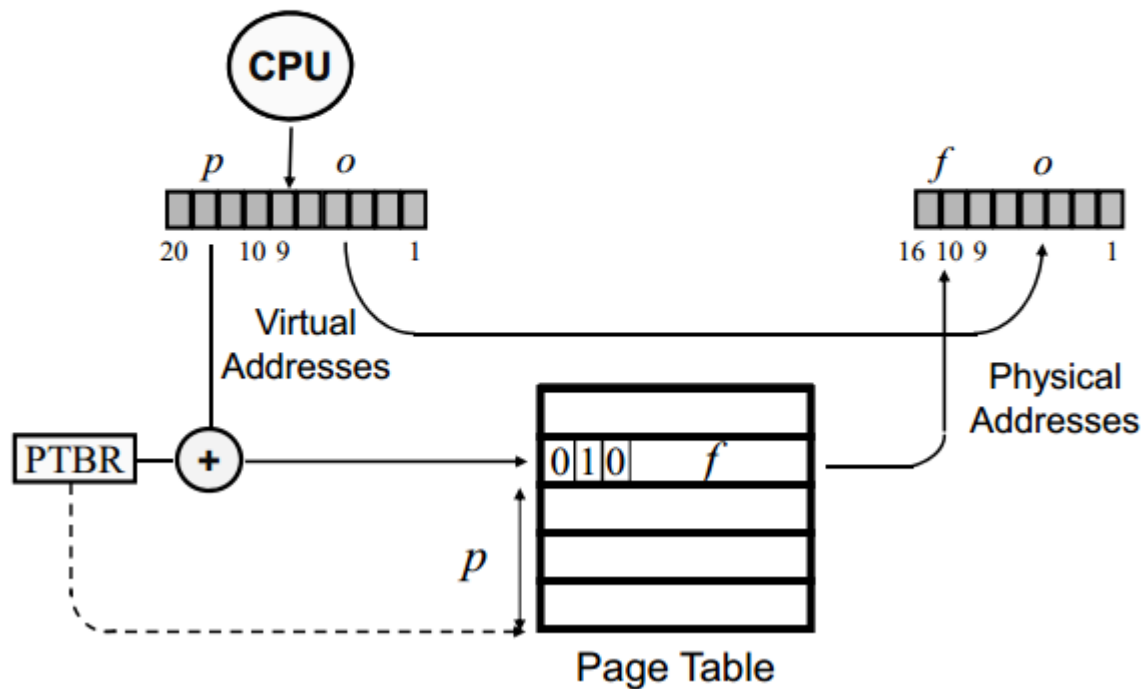 CPU
p o
f o
20 10 9 1
16 10 9 1
Virtual
Addresses
Physical
Addresses
PTBR
+
0 1 0 f
p
Page Table